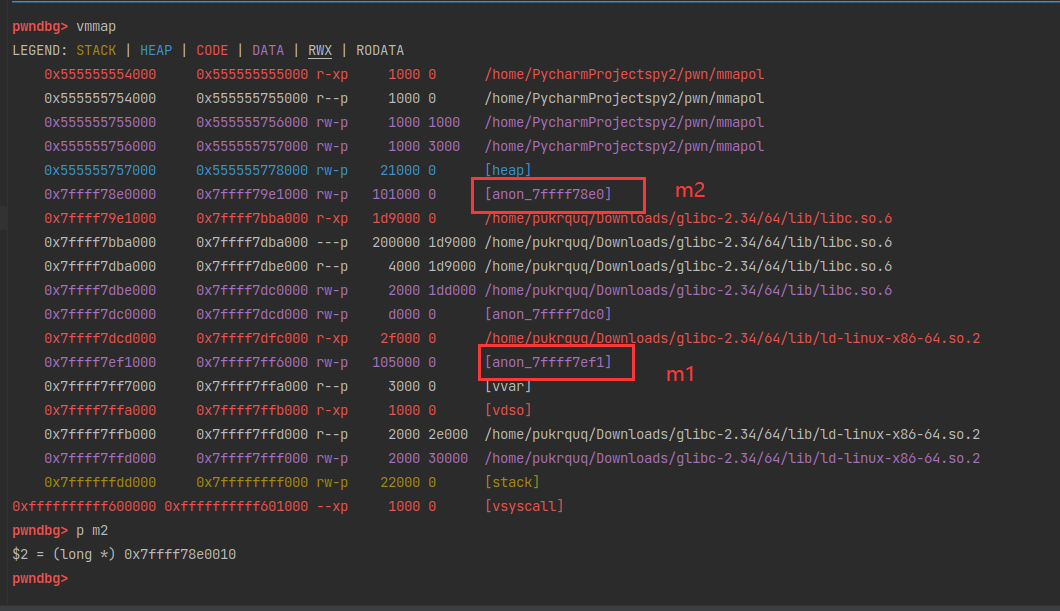 pwndbg> vmmap
LEGEND: STACK | HEAP | CODE | DATA | RWX | RODATA
0x555555554000 0x555555555000 r-xp 1000 0 /home/PycharmProjectspy2/pwn/mmapol
0x555555754000 0x555555755000 r--p 1000 0 /home/PycharmProjectspy2/pwn/mmapol
0x555555755000 0x555555756000 rw-p 1000 1000 /home/PycharmProjectspy2/pwn/mmapol
0x555555756000 0x555555757000 rw-p 1000 3000 /home/PycharmProjectspy2/pwn/mmapol
0x555555757000 0x555555778000 rw-p 21000 0 [heap]
0x7ffff78e0000 0x7ffff79e1000 rw-p 101000 0 [anon_7ffff78e0] m2
0x7ffff79e1000 0x7ffff7bba000 r-xp 1d9000 0 /home/pukrquq/Downloads/glibc-2.34/64/lib/libc.so.6
0x7ffff7bba000 0x7ffff7dba000 ---p 200000 1d9000 /home/pukrquq/Downloads/glibc-2.34/64/lib/libc.so.6
0x7ffff7dba000 0x7ffff7dbe000 r--p 4000 1d9000 /home/pukrquq/Downloads/glibc-2.34/64/lib/libc.so.6
0x7ffff7dbe000 0x7ffff7dc0000 rw-p 2000 1dd000 /home/pukrquq/Downloads/glibc-2.34/64/lib/libc.so.6
0x7ffff7dc0000 0x7ffff7dcd000 rw-p d000 0 [anon_7ffff7dc0]
0x7ffff7dcd000 0x7ffff7dfc000 r-xp 2f000 0 /home/pukrquq/Downloads/glibc-2.34/64/lib/ld-linux-x86-64.so.2
0x7ffff7ef1000 0x7ffff7ff6000 rw-p 105000 0 [anon_7ffff7ef1] m1
0x7ffff7ff7000 0x7ffff7ffa000 r--p 3000 0 [vvar]
0x7ffff7ffa000 0x7ffff7ffb000 r-xp 1000 0 [vdso]
0x7ffff7ffb000 0x7ffff7ffd000 r--p 2000 2e000 /home/pukrquq/Downloads/glibc-2.34/64/lib/ld-linux-x86-64.so.2
0x7ffff7ffd000 0x7ffff7fff000 rw-p 2000 30000 /home/pukrquq/Downloads/glibc-2.34/64/lib/ld-linux-x86-64.so.2
0x7ffffffdd000 0x7ffffffff000 rw-p 22000 0 [stack]
0xffffffffff600000 0xffffffffff601000 --xp 1000 0 [vsyscall]
pwndbg> p m2
$2 = (long *) 0x7ffff78e0010
pwndbg>